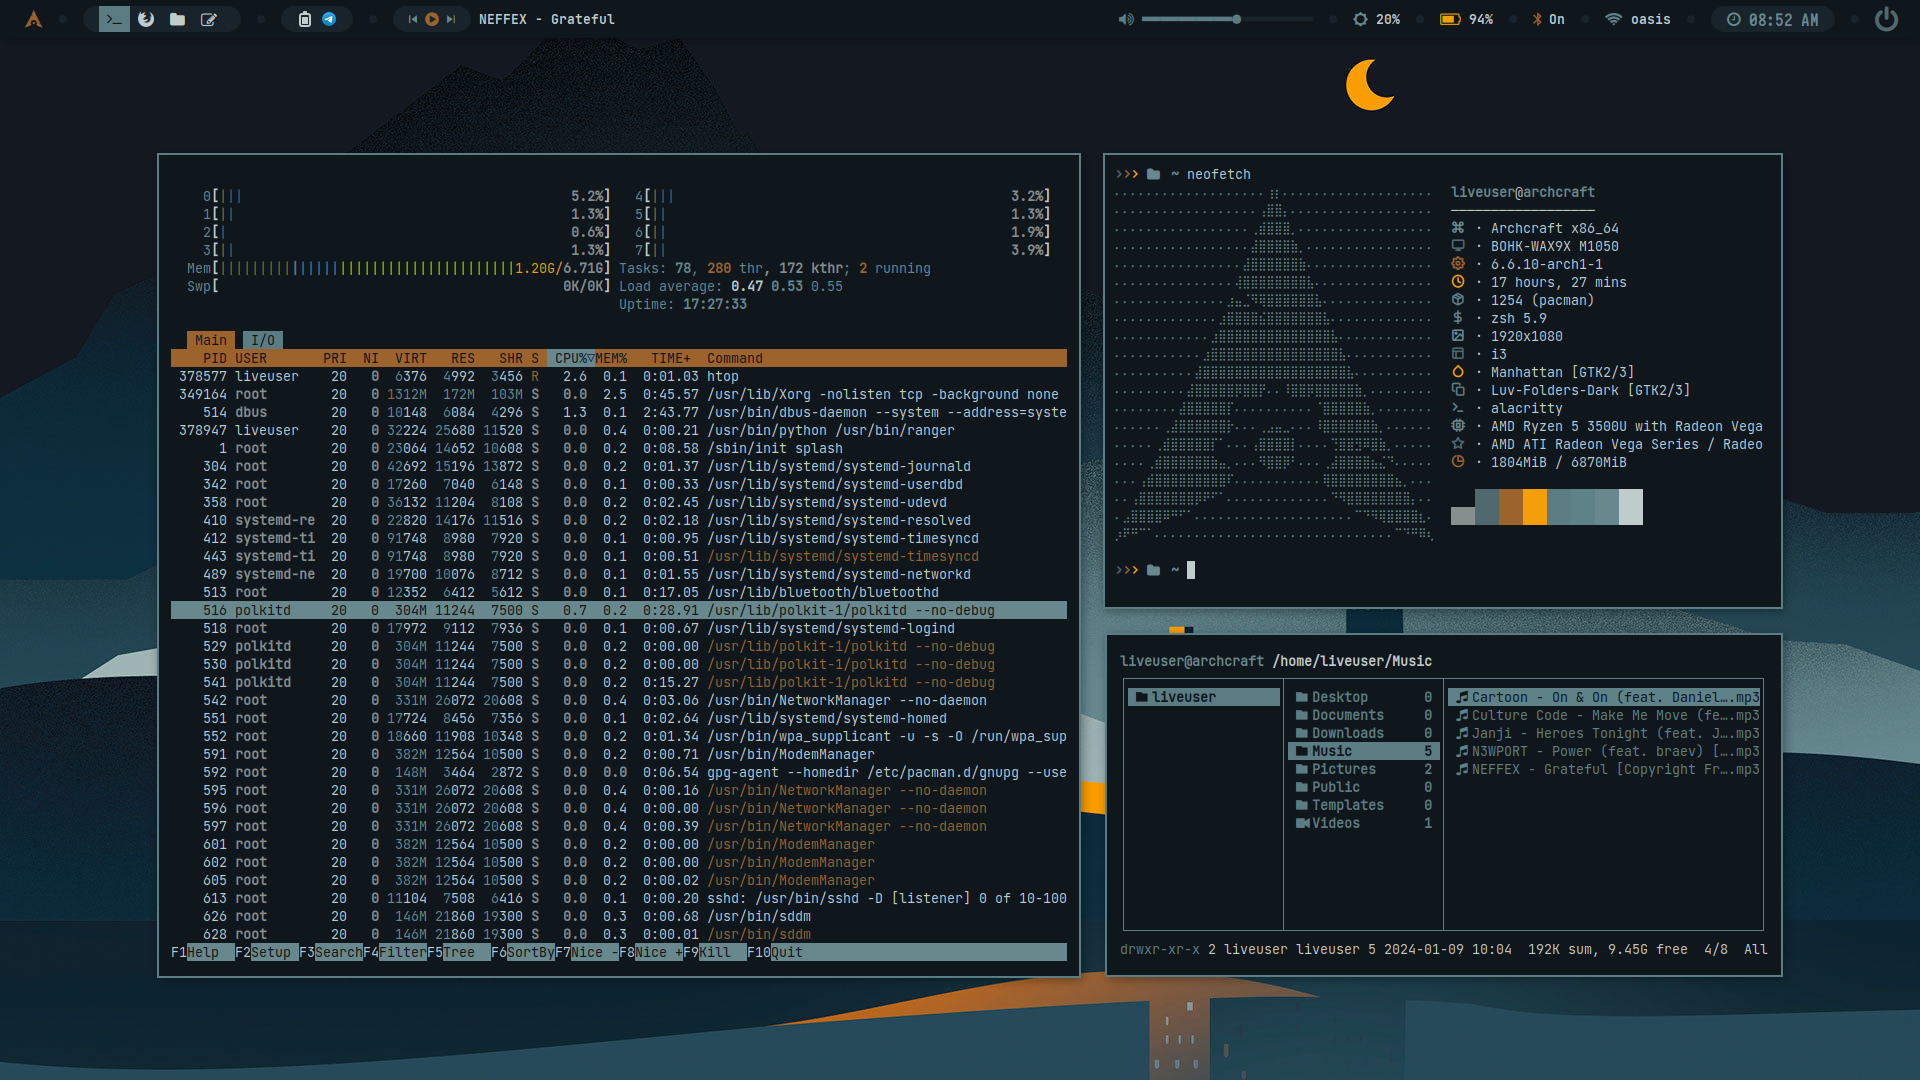 NEFFEX - Grateful
20%
94%
On
oasis
08:52 AM
0[||| 5.2%] 4[||| 3.2%]
1[|| 1.3%] 5[|| 1.3%]
2[| 0.6%] 6[|| 1.9%]
3[|| 1.3%] 7[|| 3.9%]
Mem[|||||||||||||||||||||||||||||||||||||1.20G/6.71G] Tasks: 78, 280 thr, 172 kthr; 2 running
Swp[ 0K/0K] Load average: 0.47 0.53 0.55
Uptime: 17:27:33
Main I/O
PID USER PRI NI VIRT RES SHR S CPU%▽MEM% TIME+ Command
378577 liveuser 20 0 6376 4992 3456 R 2.6 0.1 0:01.03 htop
349164 root 20 0 1312M 172M 103M S 0.0 2.5 0:45.57 /usr/lib/Xorg -nolisten tcp -background none
514 dbus 20 0 10148 6084 4296 S 1.3 0.1 2:43.77 /usr/bin/dbus-daemon --system --address=syste
378947 liveuser 20 0 32224 25680 11520 S 0.0 0.4 0:00.21 /usr/bin/python /usr/bin/ranger
1 root 20 0 23064 14652 10608 S 0.0 0.2 0:08.58 /sbin/init splash
304 root 20 0 42692 15196 13872 S 0.0 0.2 0:01.37 /usr/lib/systemd/systemd-journald
342 root 20 0 17260 7040 6148 S 0.0 0.1 0:00.33 /usr/lib/systemd/systemd-userdbd
358 root 20 0 36132 11204 8108 S 0.0 0.2 0:02.45 /usr/lib/systemd/systemd-udevd
410 systemd-re 20 0 22820 14176 11516 S 0.0 0.2 0:02.18 /usr/lib/systemd/systemd-resolved
412 systemd-ti 20 0 91748 8980 7920 S 0.0 0.1 0:00.95 /usr/lib/systemd/systemd-timesyncd
443 systemd-ti 20 0 91748 8980 7920 S 0.0 0.1 0:00.51 /usr/lib/systemd/systemd-timesyncd
489 systemd-ne 20 0 19700 10076 8712 S 0.0 0.1 0:01.55 /usr/lib/systemd/systemd-networkd
513 root 20 0 12352 6412 5612 S 0.0 0.1 0:17.05 /usr/lib/bluetooth/bluetoothd
516 polkitd 20 0 304M 11244 7500 S 0.7 0.2 0:28.91 /usr/lib/polkit-1/polkitd --no-debug
518 root 20 0 17972 9112 7936 S 0.0 0.1 0:00.67 /usr/lib/systemd/systemd-logind
529 polkitd 20 0 304M 11244 7500 S 0.0 0.2 0:00.00 /usr/lib/polkit-1/polkitd --no-debug
530 polkitd 20 0 304M 11244 7500 S 0.0 0.2 0:00.00 /usr/lib/polkit-1/polkitd --no-debug
541 polkitd 20 0 304M 11244 7500 S 0.0 0.2 0:15.27 /usr/lib/polkit-1/polkitd --no-debug
542 root 20 0 331M 26072 20608 S 0.0 0.4 0:03.06 /usr/bin/NetworkManager --no-daemon
551 root 20 0 17724 8456 7356 S 0.0 0.1 0:02.64 /usr/lib/systemd/systemd-homed
552 root 20 0 18660 11908 10348 S 0.0 0.2 0:01.34 /usr/bin/wpa_supplicant -u -s -O /run/wpa_sup
591 root 20 0 382M 12564 10500 S 0.0 0.2 0:00.71 /usr/bin/ModemManager
592 root 20 0 148M 3464 2872 S 0.0 0.0 0:06.54 gpg-agent --homedir /etc/pacman.d/gnupg --use
595 root 20 0 331M 26072 20608 S 0.0 0.4 0:00.16 /usr/bin/NetworkManager --no-daemon
596 root 20 0 331M 26072 20608 S 0.0 0.4 0:00.00 /usr/bin/NetworkManager --no-daemon
597 root 20 0 331M 26072 20608 S 0.0 0.4 0:00.39 /usr/bin/NetworkManager --no-daemon
601 root 20 0 382M 12564 10500 S 0.0 0.2 0:00.00 /usr/bin/ModemManager
602 root 20 0 382M 12564 10500 S 0.0 0.2 0:00.00 /usr/bin/ModemManager
605 root 20 0 382M 12564 10500 S 0.0 0.2 0:00.02 /usr/bin/ModemManager
613 root 20 0 11104 7508 6416 S 0.0 0.1 0:00.20 sshd: /usr/bin/sshd -D [listener] 0 of 10-100
626 root 20 0 146M 21860 19300 S 0.0 0.3 0:00.68 /usr/bin/sddm
628 root 20 0 146M 21860 19300 S 0.0 0.3 0:00.01 /usr/bin/sddm
F1Help F2Setup F3SearchF4FilterF5Tree F6SortByF7Nice -F8Nice +F9Kill F10Quit
~ neofetch
liveuser@archcraft
· Archcraft x86_64
· BOHK-WAX9X M1050
· 6.6.10-arch1-1
· 17 hours, 27 mins
· 1254 (pacman)
· zsh 5.9
· 1920x1080
· i3
· Manhattan [GTK2/3]
· Luv-Folders-Dark [GTK2/3]
· alacritty
· AMD Ryzen 5 3500U with Radeon Vega
· AMD ATI Radeon Vega Series / Radeo
· 1804MiB / 6870MiB
~
liveuser@archcraft /home/liveuser/Music
liveuser
Desktop 0
Documents 0
Downloads 0
Music 5
Pictures 2
Public 0
Templates 0
Videos 1
Cartoon - On & On (feat. Daniel….mp3
Culture Code - Make Me Move (fe….mp3
Janji - Heroes Tonight (feat. J….mp3
N3WPORT - Power (feat. braev) […​.mp3
NEFFEX - Grateful [Copyright Fr….mp3
drwxr-xr-x 2 liveuser liveuser 5 2024-01-09 10:04 192K sum, 9.45G free 4/8 All